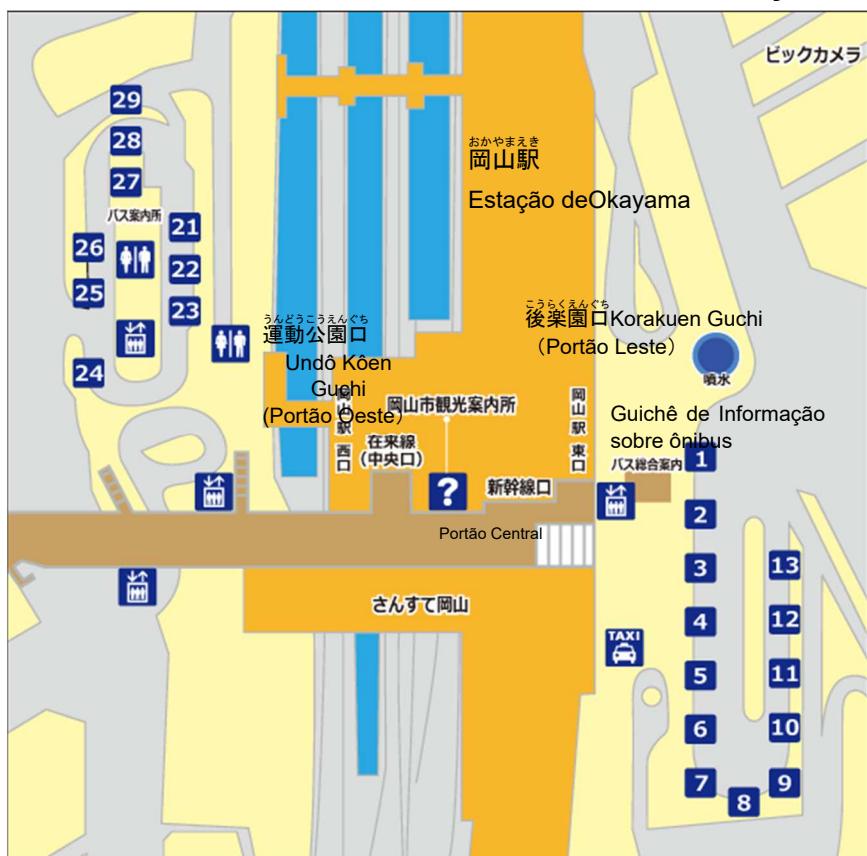 ビックカメラ
29
28
27
バス案内所
26
25
24
21
22
23
おかやまえき
岡山駅
Estação deOkayama
うんどうこうえんぐち
運動公園口
Undô Kôen
Guchi
(Portão Oeste）
岡山駅 西口
こうらくえんぐち
後楽園口Korakuen Guchi
（Portão Leste）
噴水
岡山市観光案内所
在来線
（中央口）
?
新幹線口
岡山駅 東口
Guichê de Informação
sobre ônibus
バス総合案内
Portão Central
さんすて岡山
TAXI
1
2
3
4
5
6
7
8
9
10
11
12
13